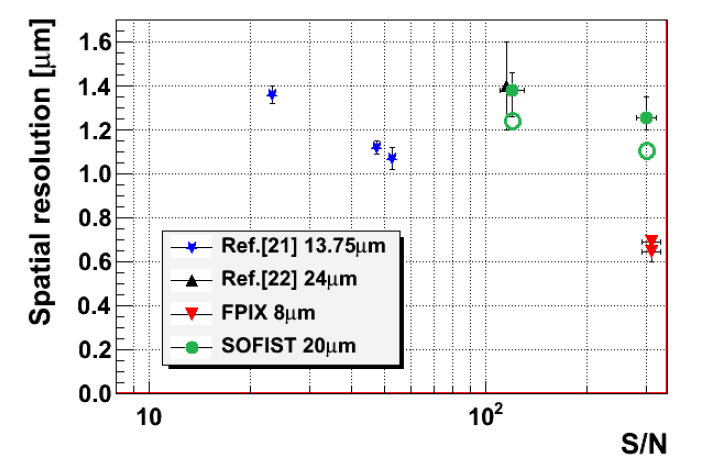 Spatial resolution [μm]
1.6
1.4
1.2
1.0
0.8
0.6
0.4
0.2
0.0
Ref.[21] 13.75μm
Ref.[22] 24μm
FPIX 8μm
SOFIST 20μm
10
10²
S/N